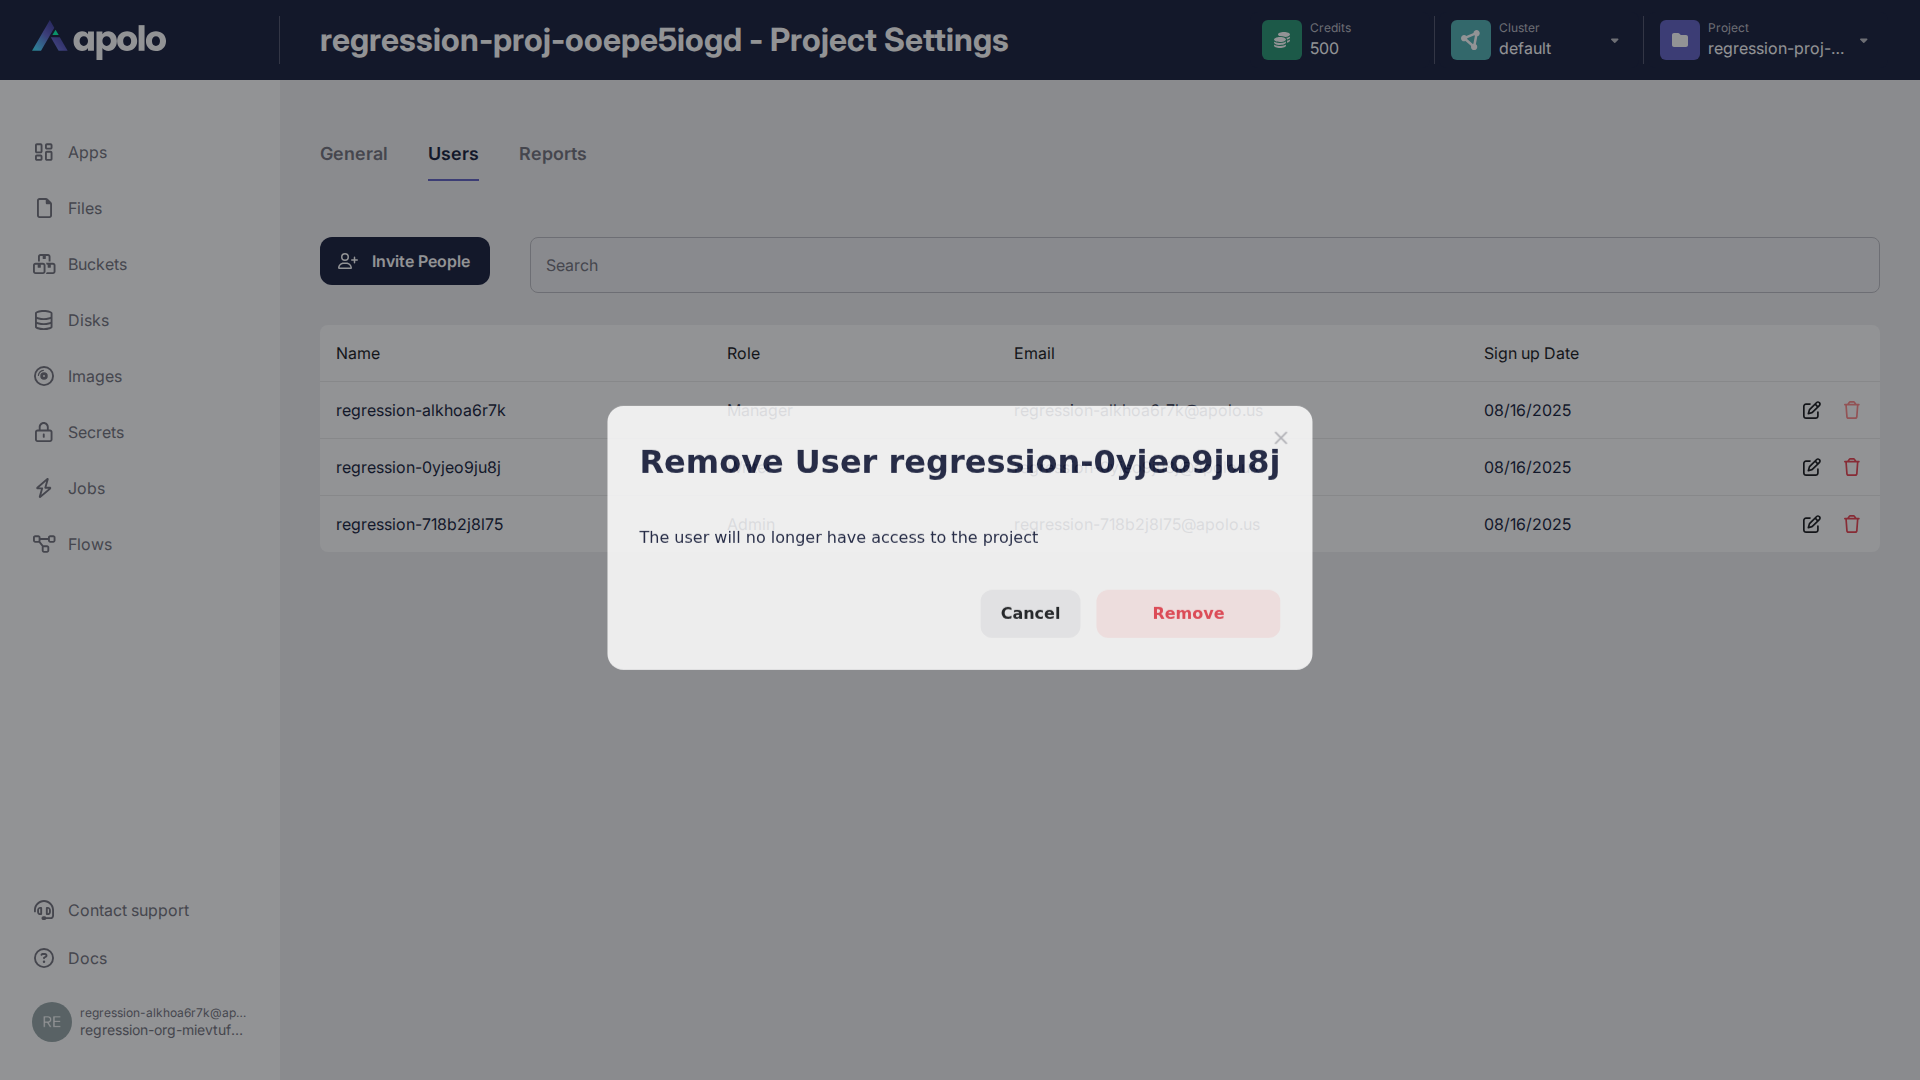 apolo
regression-proj-ooepe5iogd - Project Settings
Credits
500
Cluster
default
Project
regression-proj-...
Apps
Files
Buckets
Disks
Images
Secrets
Jobs
Flows
General Users Reports
Invite People
Search
Name Role Email Sign up Date
regression-alkhoa6r7k Manager regression-alkhoa6r7k@apolo.us 08/16/2025
regression-0yjeo9ju8j 08/16/2025
regression-718b2j8l75 Admin regression-718b2j8l75@apolo.us 08/16/2025
Remove User regression-0yjeo9ju8j
The user will no longer have access to the project
Cancel Remove
Contact support
Docs
RE
regression-alkhoa6r7k@ap...
regression-org-mievtuf...